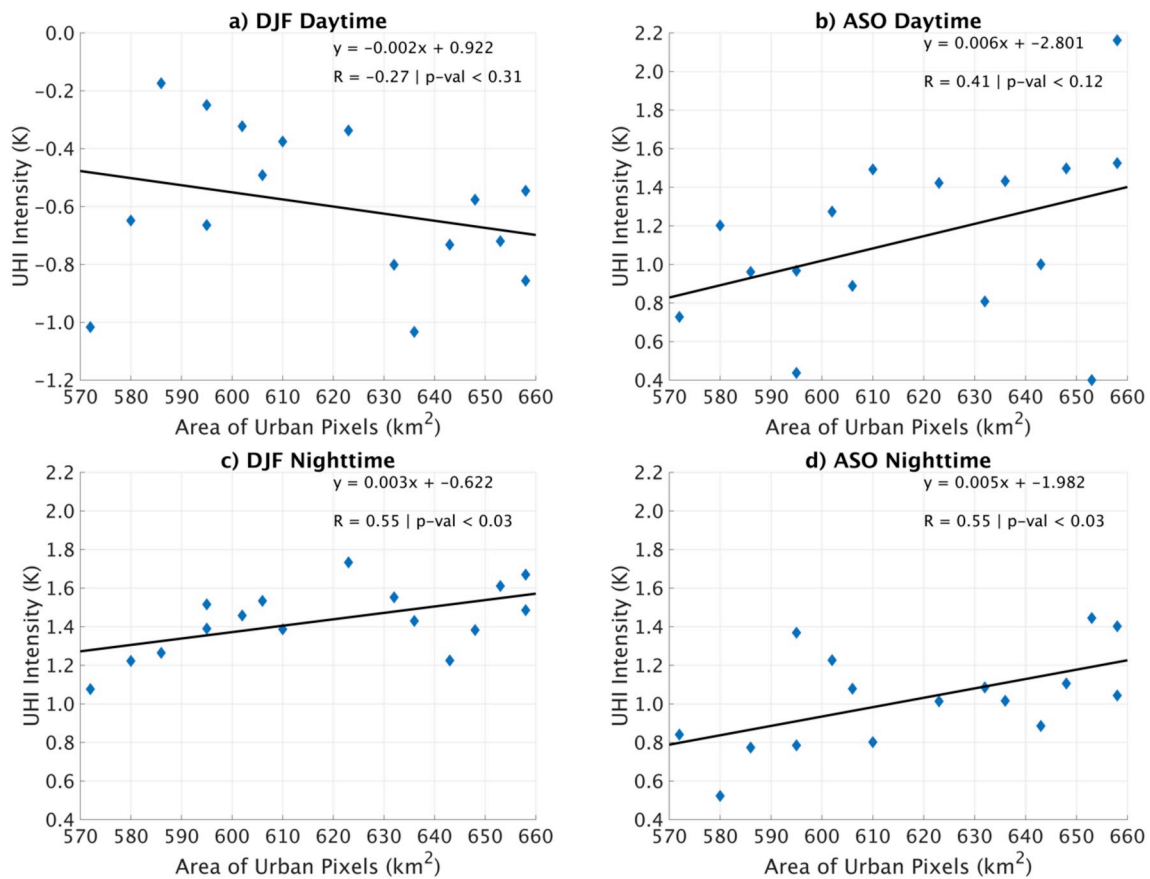 a) DJF Daytime
y = -0.002x + 0.922
R = -0.27 | p-val < 0.31
0.0
-0.2
-0.4
-0.6
-0.8
-1.0
-1.2
UHI Intensity (K)
570 580 590 600 610 620 630 640 650 660
Area of Urban Pixels (km²)
b) ASO Daytime
y = 0.006x + -2.801
R = 0.41 | p-val < 0.12
2.2
2.0
1.8
1.6
1.4
1.2
1.0
0.8
0.6
0.4
UHI Intensity (K)
570 580 590 600 610 620 630 640 650 660
Area of Urban Pixels (km²)
c) DJF Nighttime
y = 0.003x + -0.622
R = 0.55 | p-val < 0.03
2.2
2.0
1.8
1.6
1.4
1.2
1.0
0.8
0.6
0.4
UHI Intensity (K)
570 580 590 600 610 620 630 640 650 660
Area of Urban Pixels (km²)
d) ASO Nighttime
y = 0.005x + -1.982
R = 0.55 | p-val < 0.03
2.2
2.0
1.8
1.6
1.4
1.2
1.0
0.8
0.6
0.4
UHI Intensity (K)
570 580 590 600 610 620 630 640 650 660
Area of Urban Pixels (km²)